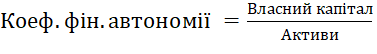 Коеф. фін. автономії = Власний капітал / Активи